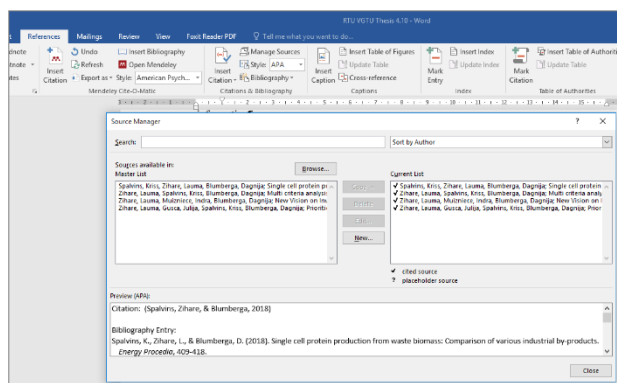 RTU VGTU Thesis 4.10 - Word
References Mailings Review View Foxit Reader PDF Tell me what you want to do...
Insert Citation
Undo
Refresh
Export as
Insert Bibliography
Open Mendeley
Style: American Psych...
Mendeley Cite-O-Matic
Insert Citation
Manage Sources
Style: APA
Bibliography
Citations & Bibliography
Insert Caption
Insert Table of Figures
Update Table
Cross-reference
Captions
Mark Entry
Insert Index
Update Index
Index
Mark Citation
Insert Table of Authoriti
Update Table
Table of Authorities
Source Manager
Search:
Sort by Author
Sources available in:
Master List
Browse...
Current List
Spalvins, Kriss, Zihare, Lauma, Blumberga, Dagnija; Single cell protein p
Zihare, Lauma, Spalvins, Kriss, Blumberga, Dagnija; Multi criteria analysi
Zihare, Lauma, Muizniece, Indra, Blumberga, Dagnija; New Vision on In
Zihare, Lauma, Gusca, Julija, Spalvins, Kriss, Blumberga, Dagnija; Prioriti
Delete
Edit...
New...
✓ Spalvins, Kriss, Zihare, Lauma, Blumberga, Dagnija; Single cell protein
✓ Zihare, Lauma, Spalvins, Kriss, Blumberga, Dagnija; Multi criteria analy
✓ Zihare, Lauma, Muizniece, Indra, Blumberga, Dagnija; New Vision on
✓ Zihare, Lauma, Gusca, Julija, Spalvins, Kriss, Blumberga, Dagnija; Prior
✓ cited source
? placeholder source
Preview (APA):
Citation: (Spalvins, Zihare, & Blumberga, 2018)
Bibliography Entry:
Spalvins, K., Zihare, L., & Blumberga, D. (2018). Single cell protein production from waste biomass: Comparison of various industrial by-products.
Energy Procedia, 409-418.
Close